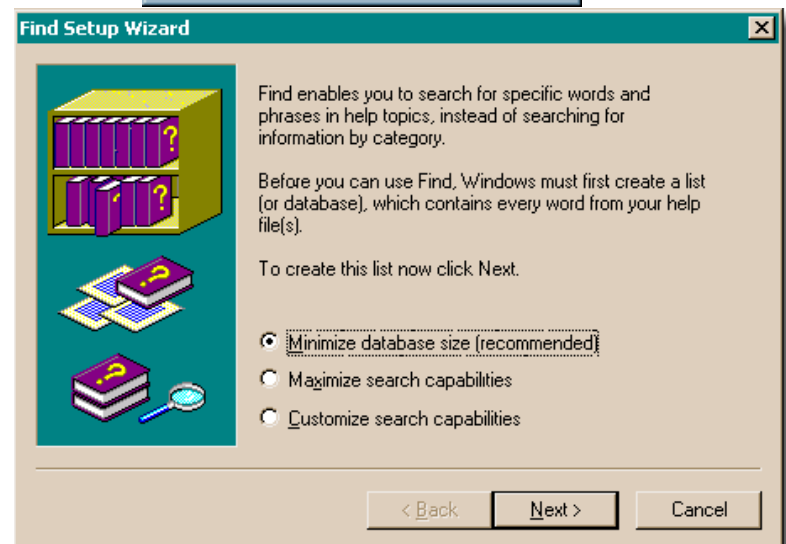 Find Setup Wizard
Find enables you to search for specific words and
phrases in help topics, instead of searching for
information by category.
Before you can use Find, Windows must first create a list
(or database), which contains every word from your help
file(s).
To create this list now click Next.
Minimize database size (recommended)
Maximize search capabilities
Customize search capabilities
< Back
Next >
Cancel